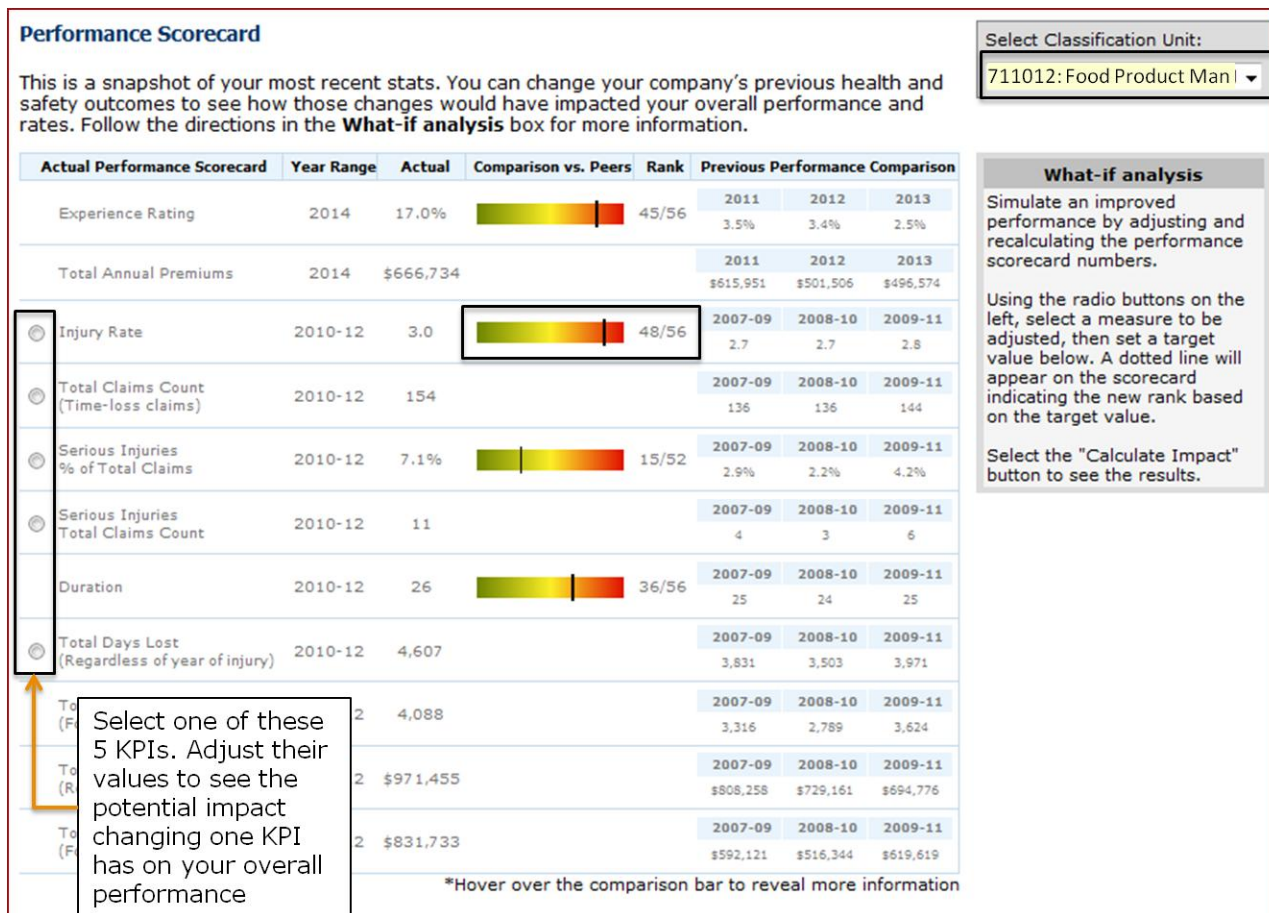 Performance Scorecard
This is a snapshot of your most recent stats. You can change your company's previous health and
safety outcomes to see how those changes would have impacted your overall performance and
rates. Follow the directions in the What-if analysis box for more information.
Select Classification Unit:
711012: Food Product Man
Actual Performance Scorecard Year Range Actual Comparison vs. Peers Rank Previous Performance Comparison
2011 2012 2013
Experience Rating 2014 17.0% 45/56
3.5% 3.4% 2.5%
2011 2012 2013
Total Annual Premiums 2014 $666,734
$615,951 $501,506 $496,574
2007-09 2008-10 2009-11
Injury Rate 2010-12 3.0 48/56
2.7 2.7 2.8
2007-09 2008-10 2009-11
Total Claims Count
(Time-loss claims) 2010-12 154
136 136 144
2007-09 2008-10 2009-11
Serious Injuries
% of Total Claims 2010-12 7.1% 15/52
2.9% 2.2% 4.2%
2007-09 2008-10 2009-11
Serious Injuries
Total Claims Count 2010-12 11
4 3 6
2007-09 2008-10 2009-11
Duration 2010-12 26 36/56
25 24 25
2007-09 2008-10 2009-11
Total Days Lost
(Regardless of year of injury) 2010-12 4,607
3,831 3,503 3,971
2007-09 2008-10 2009-11
To
(Fo 2 4,088
3,316 2,789 3,624
2007-09 2008-10 2009-11
To
(Re 2 $971,455
$808,258 $729,161 $694,776
2007-09 2008-10 2009-11
To
(Fo 2 $831,733
$592,121 $516,344 $619,619
*Hover over the comparison bar to reveal more information
Select one of these
5 KPIs. Adjust their
values to see the
potential impact
changing one KPI
has on your overall
performance
What-if analysis
Simulate an improved
performance by adjusting and
recalculating the performance
scorecard numbers.
Using the radio buttons on the
left, select a measure to be
adjusted, then set a target
value below. A dotted line will
appear on the scorecard
indicating the new rank based
on the target value.
Select the "Calculate Impact"
button to see the results.